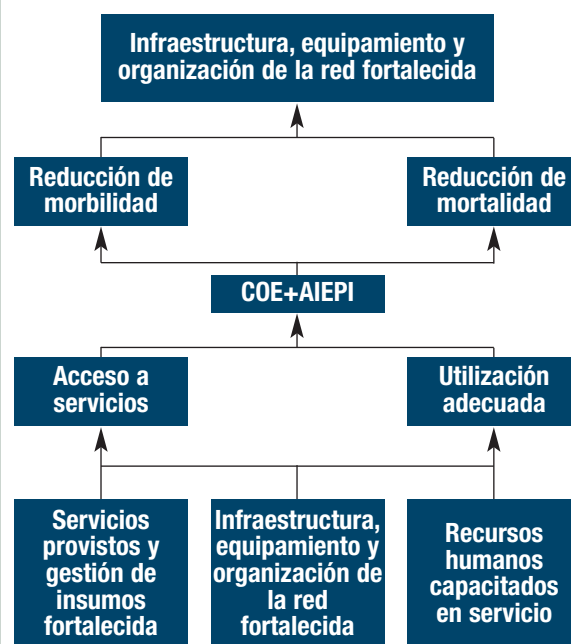 Infraestructura, equipamiento y
organización de la red fortalecida
Reducción de
morbilidad
Reducción de
mortalidad
COE+AIEPI
Acceso a
servicios
Utilización
adecuada
Servicios
provistos y
gestión de
insumos
fortalecida
Infraestructura,
equipamiento y
organización de
la red
fortalecida
Recursos
humanos
capacitados
en servicio